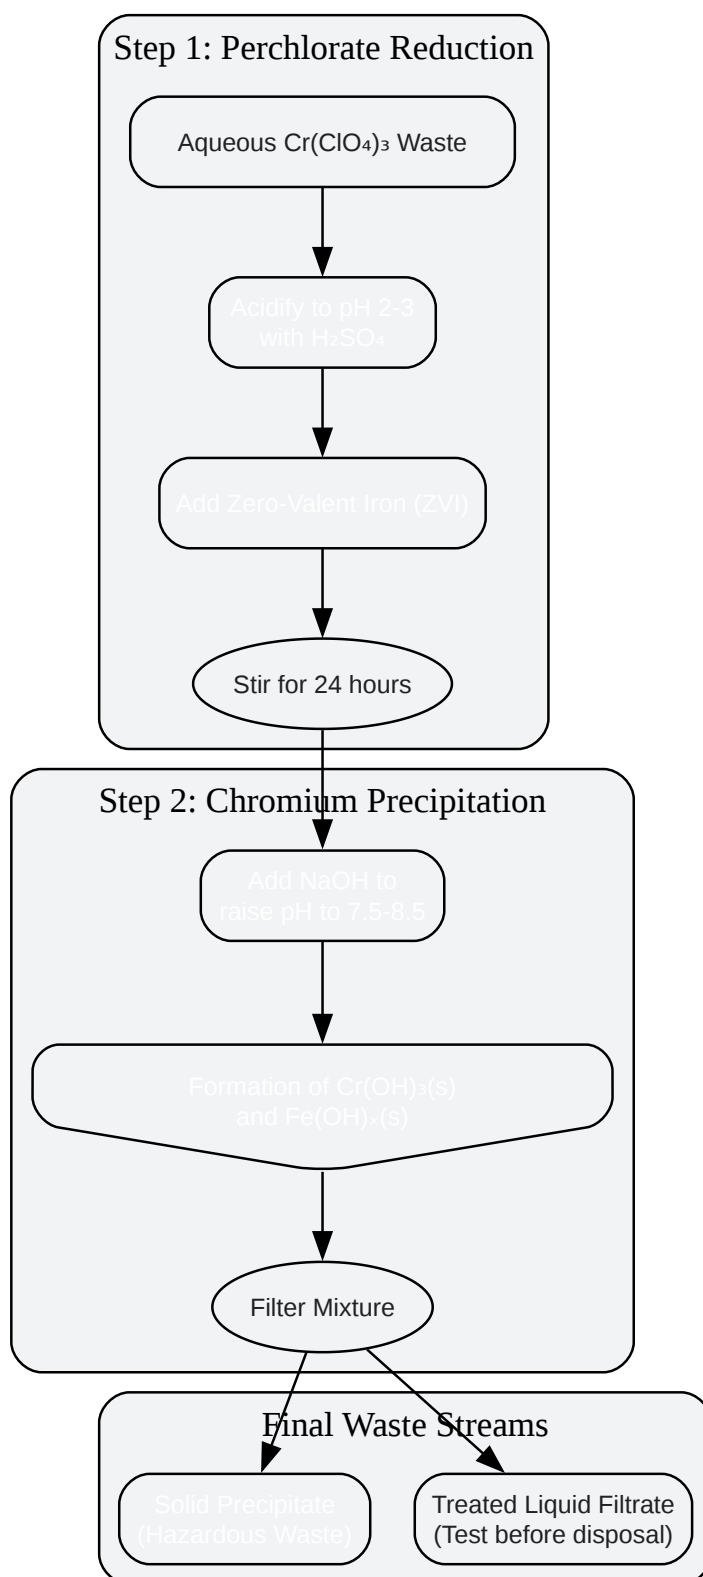 Step 1: Perchlorate Reduction
Aqueous Cr(ClO₄)₃ Waste
Acidify to pH 2-3
with H₂SO₄
Add Zero-Valent Iron (ZVI)
Stir for 24 hours
Step 2: Chromium Precipitation
Add NaOH to
raise pH to 7.5-8.5
Formation of Cr(OH)₃(s)
and Fe(OH)ₓ(s)
Filter Mixture
Final Waste Streams
Solid Precipitate
(Hazardous Waste)
Treated Liquid Filtrate
(Test before disposal)